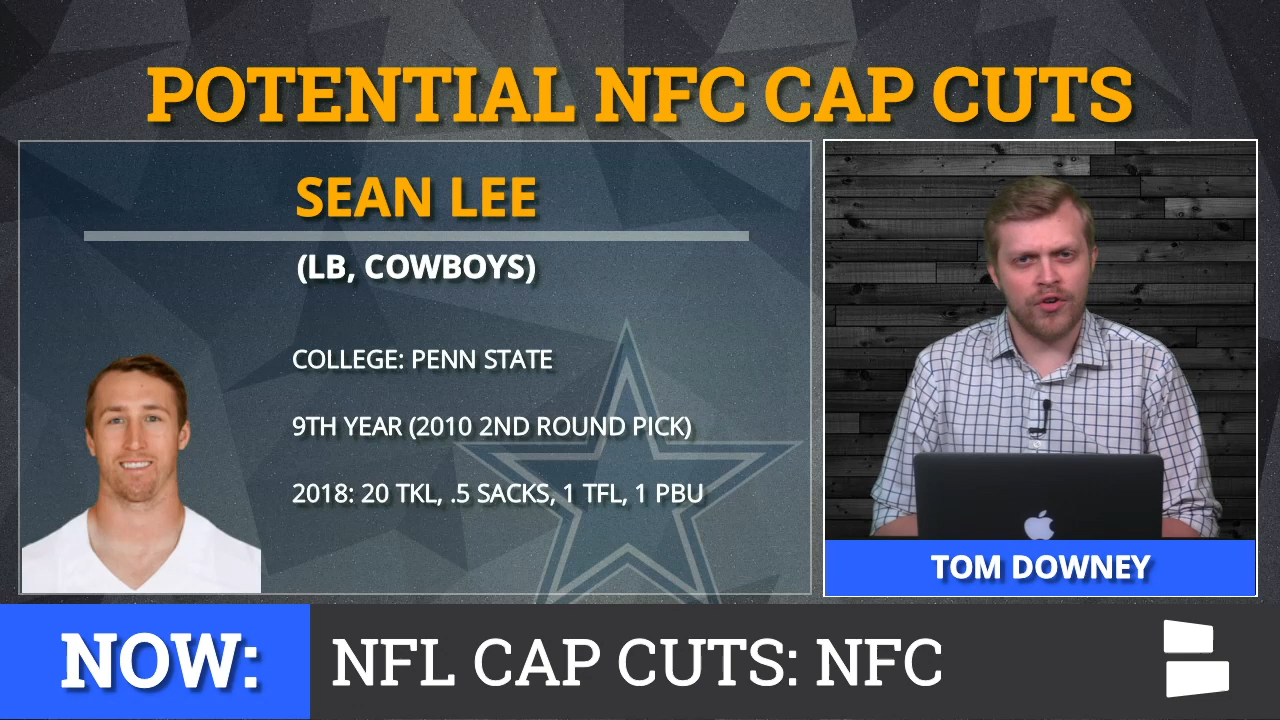 POTENTIAL NFC CAP CUTS
SEAN LEE
(LB, COWBOYS)
COLLEGE: PENN STATE
9TH YEAR (2010 2ND ROUND PICK)
2018: 20 TKL, .5 SACKS, 1 TFL, 1 PBU
TOM DOWNEY
NOW:
NFL CAP CUTS: NFC